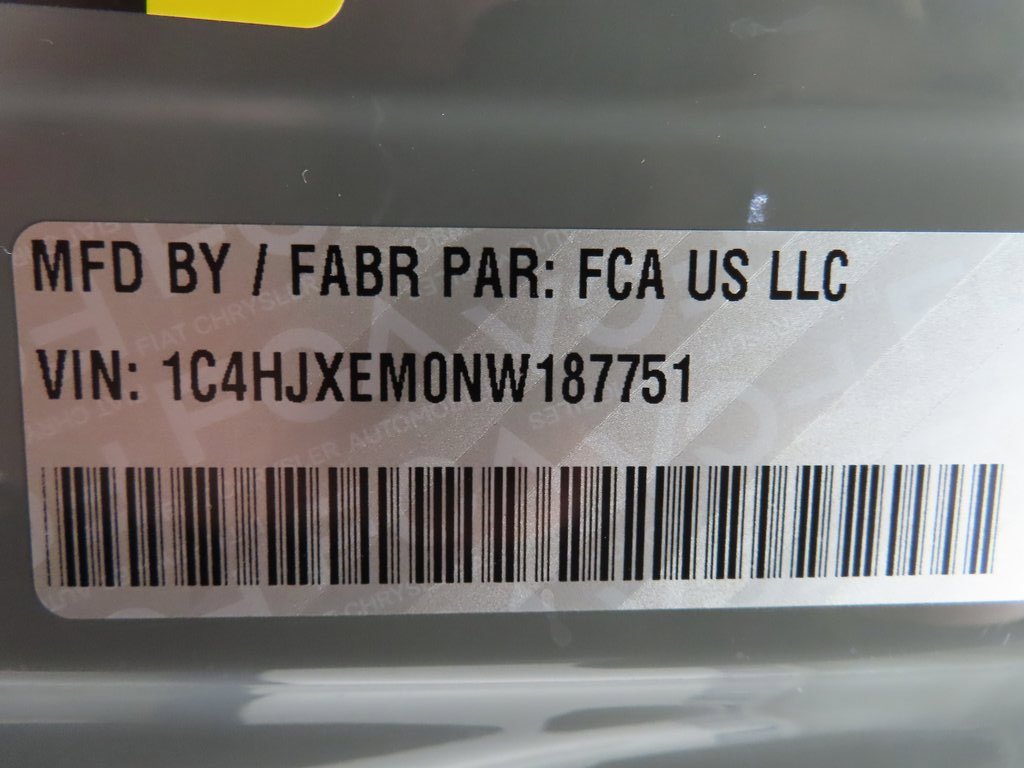 MFD BY / FABR PAR: FCA US LLC
VIN: 1C4HJXEM0NW187751